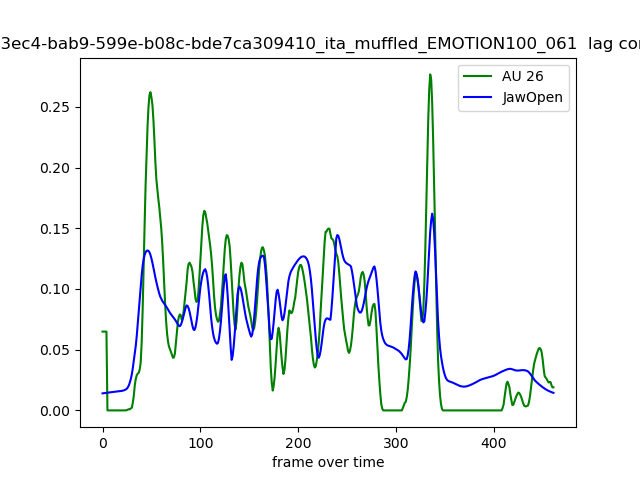 3ec4-bab9-599e-b08c-bde7ca309410_ita_muffled_EMOTION100_061 lag
AU 26
JawOpen
0.25
0.20
0.15
0.10
0.05
0.00
0 100 200 300 400
frame over time